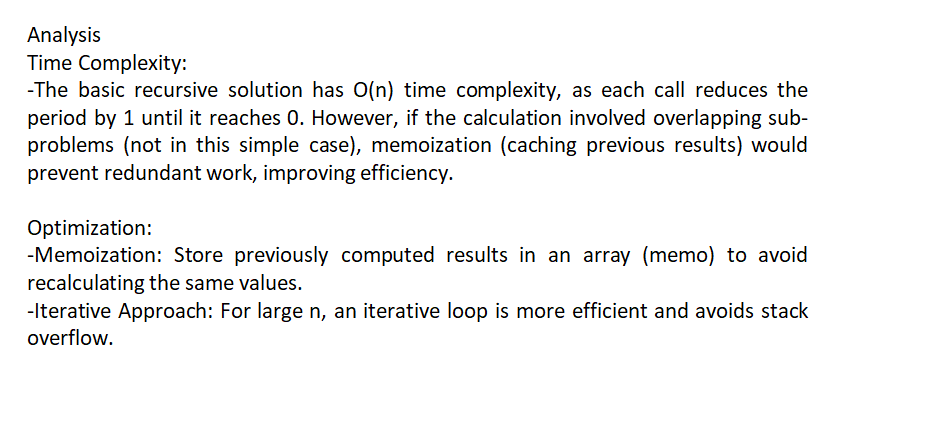 Analysis
Time Complexity:
-The basic recursive solution has O(n) time complexity, as each call reduces the
period by 1 until it reaches 0. However, if the calculation involved overlapping sub-
problems (not in this simple case), memoization (caching previous results) would
prevent redundant work, improving efficiency.
Optimization:
-Memoization: Store previously computed results in an array (memo) to avoid
recalculating the same values.
-Iterative Approach: For large n, an iterative loop is more efficient and avoids stack
overflow.